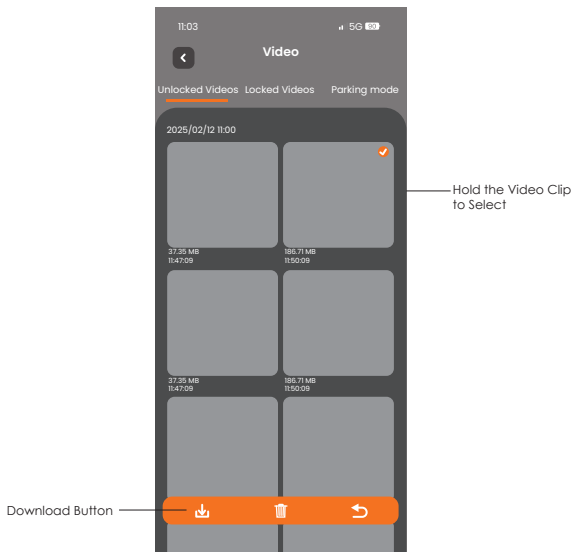 11:03
5G 90
Video
Unlocked Videos Locked Videos Parking mode
2025/02/12 11:00
Hold the Video Clip
to Select
37.35 MB
11:47:09
186.71 MB
11:50:09
37.35 MB
11:47:09
186.71 MB
11:50:09
Download Button